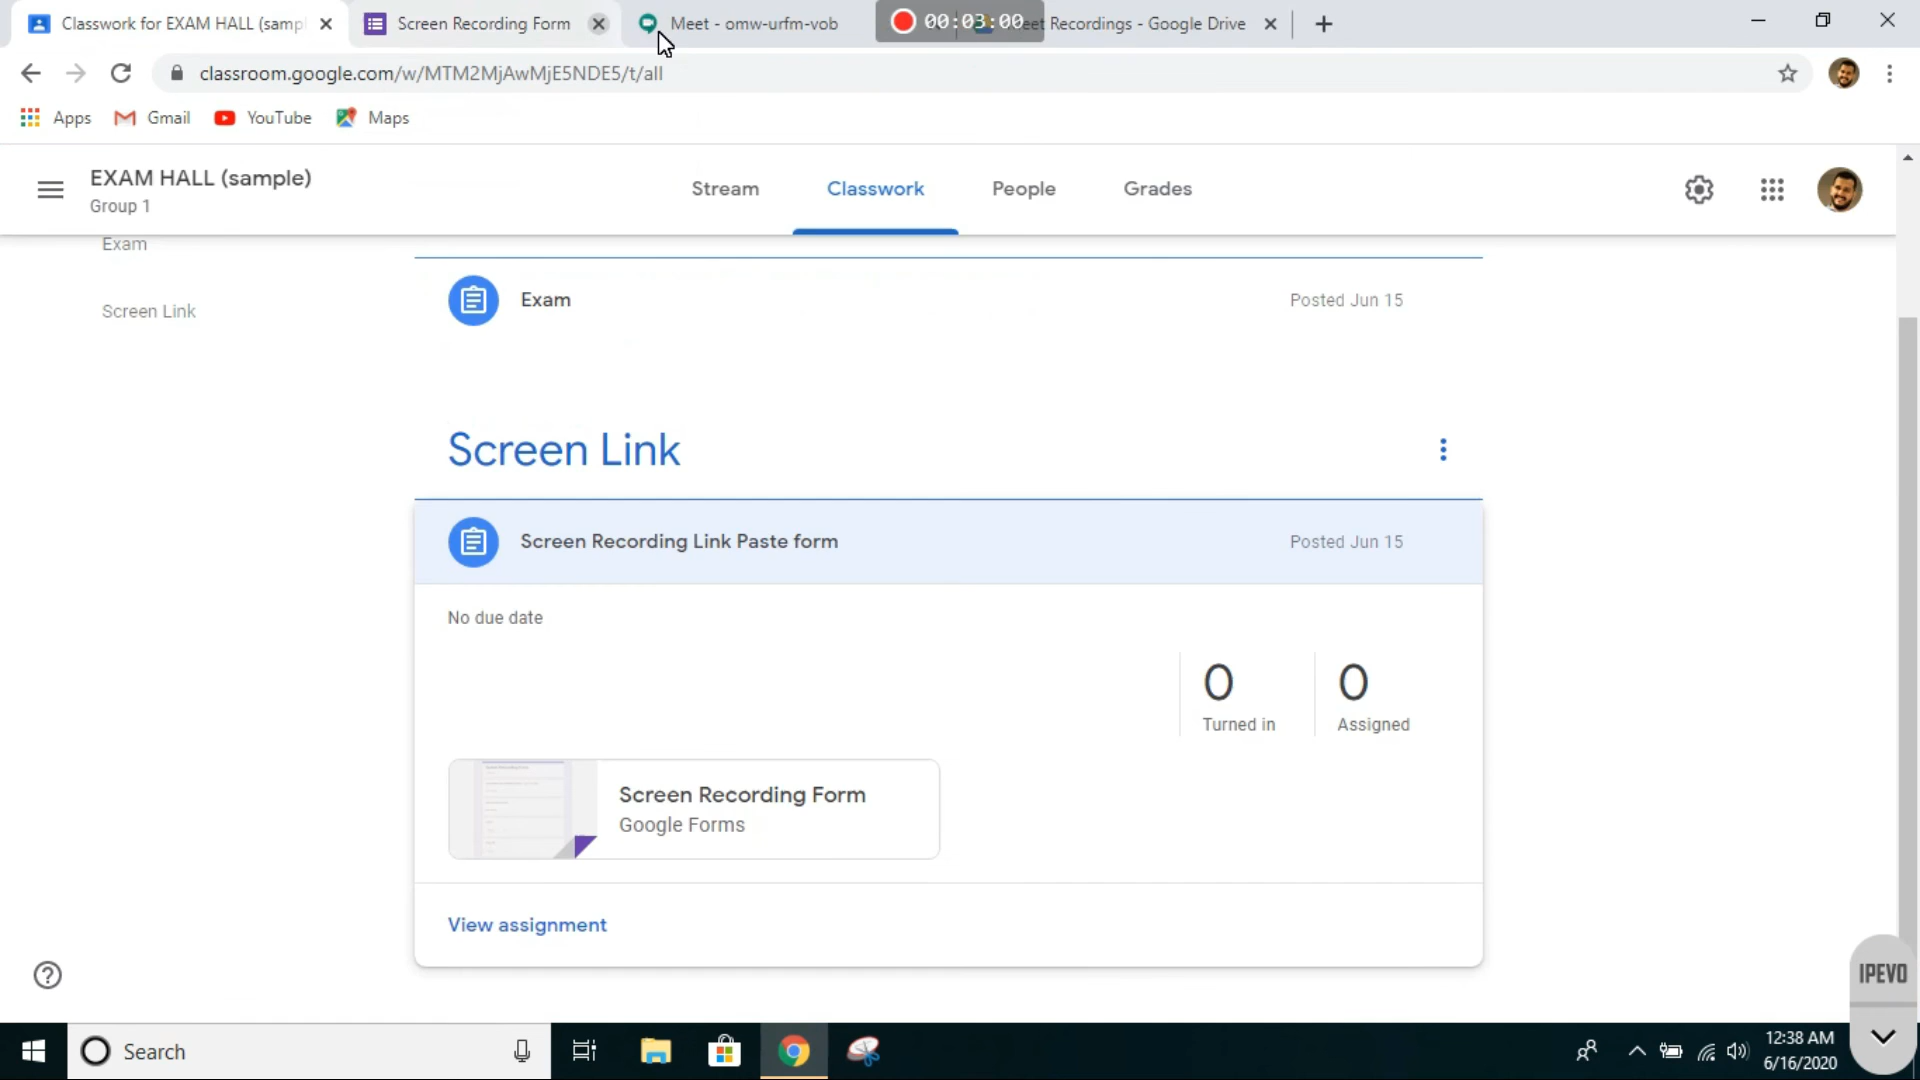 Classwork for EXAM HALL (samp
Screen Recording Form
Meet - omw-urfm-vob
00:03:00
eet Recordings - Google Drive
classroom.google.com/w/MTM2MjAwMjE5NDE5/t/all
Apps
Gmail
YouTube
Maps
EXAM HALL (sample)
Group 1
Stream
Classwork
People
Grades
Exam
Screen Link
Exam
Posted Jun 15
Screen Link
Screen Recording Link Paste form
Posted Jun 15
No due date
0
Turned in
0
Assigned
Screen Recording Form
Google Forms
View assignment
IPEVO
Search
12:38 AM
6/16/2020